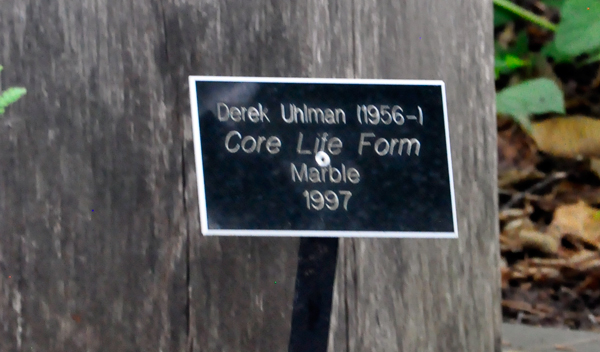 Derek Uhlman (1956-)
Core Life Form
Marble
1997